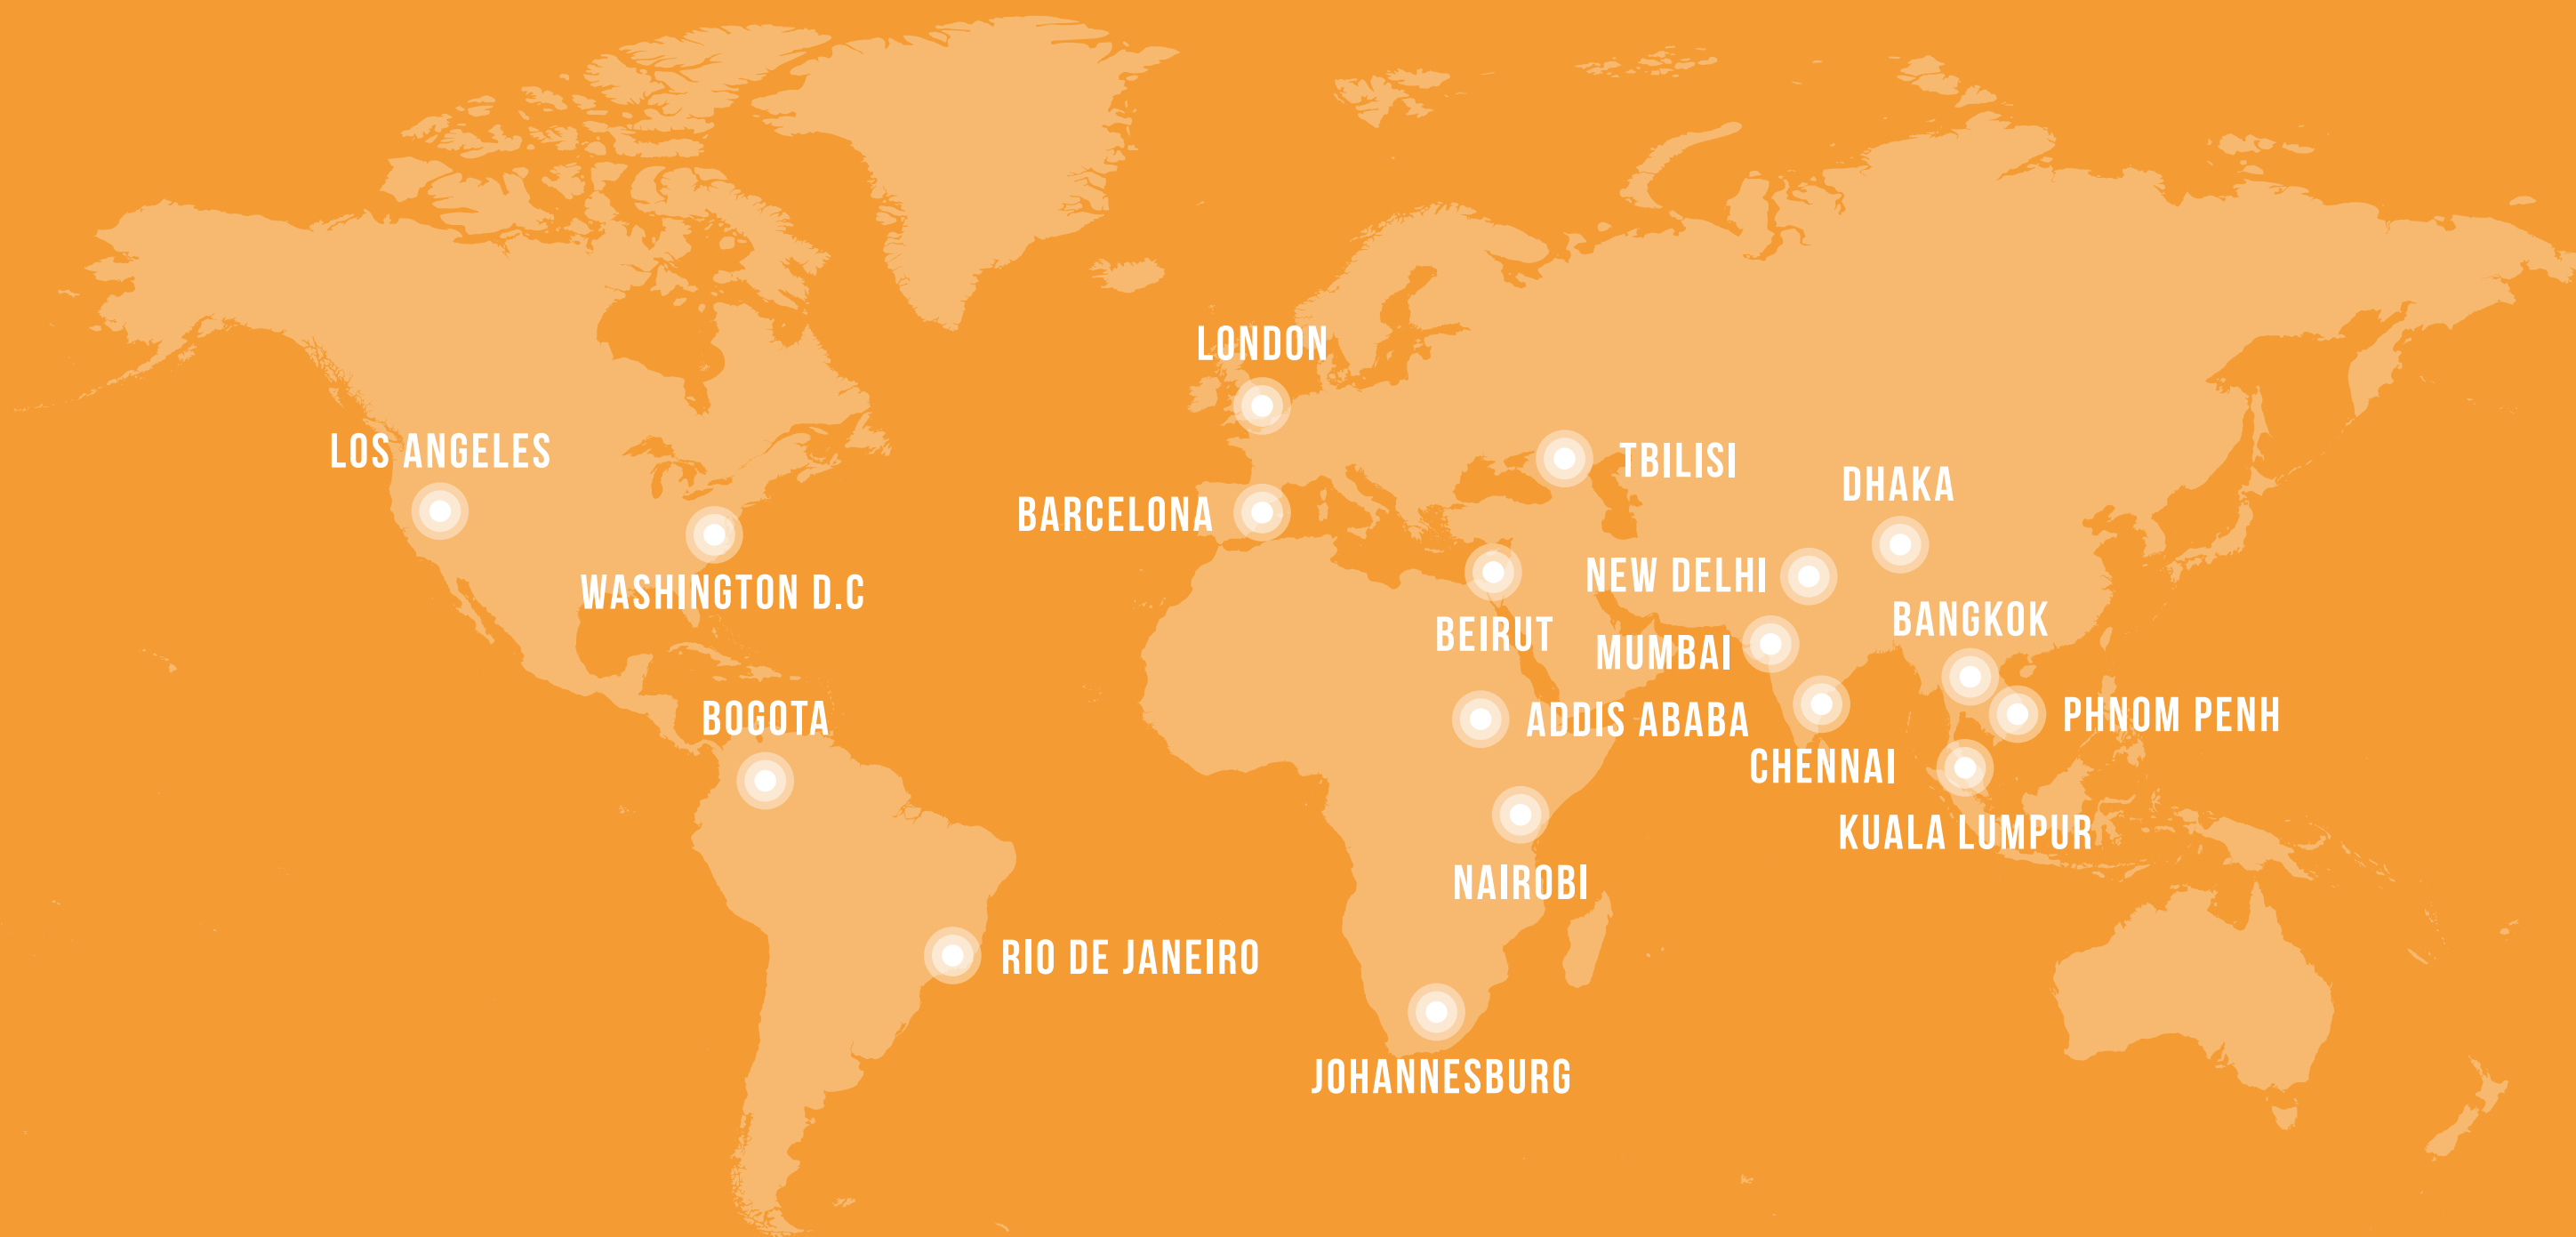 LONDON
LOS ANGELES
TBILISI
DHAKA
BARCELONA
NEW DELHI
WASHINGTON D.C
BANGKOK
BEIRUT
MUMBAI
BOGOTA
ADDIS ABABA
PHNOM PENH
CHENNAI
KUALA LUMPUR
NAIROBI
RIO DE JANEIRO
JOHANNESBURG